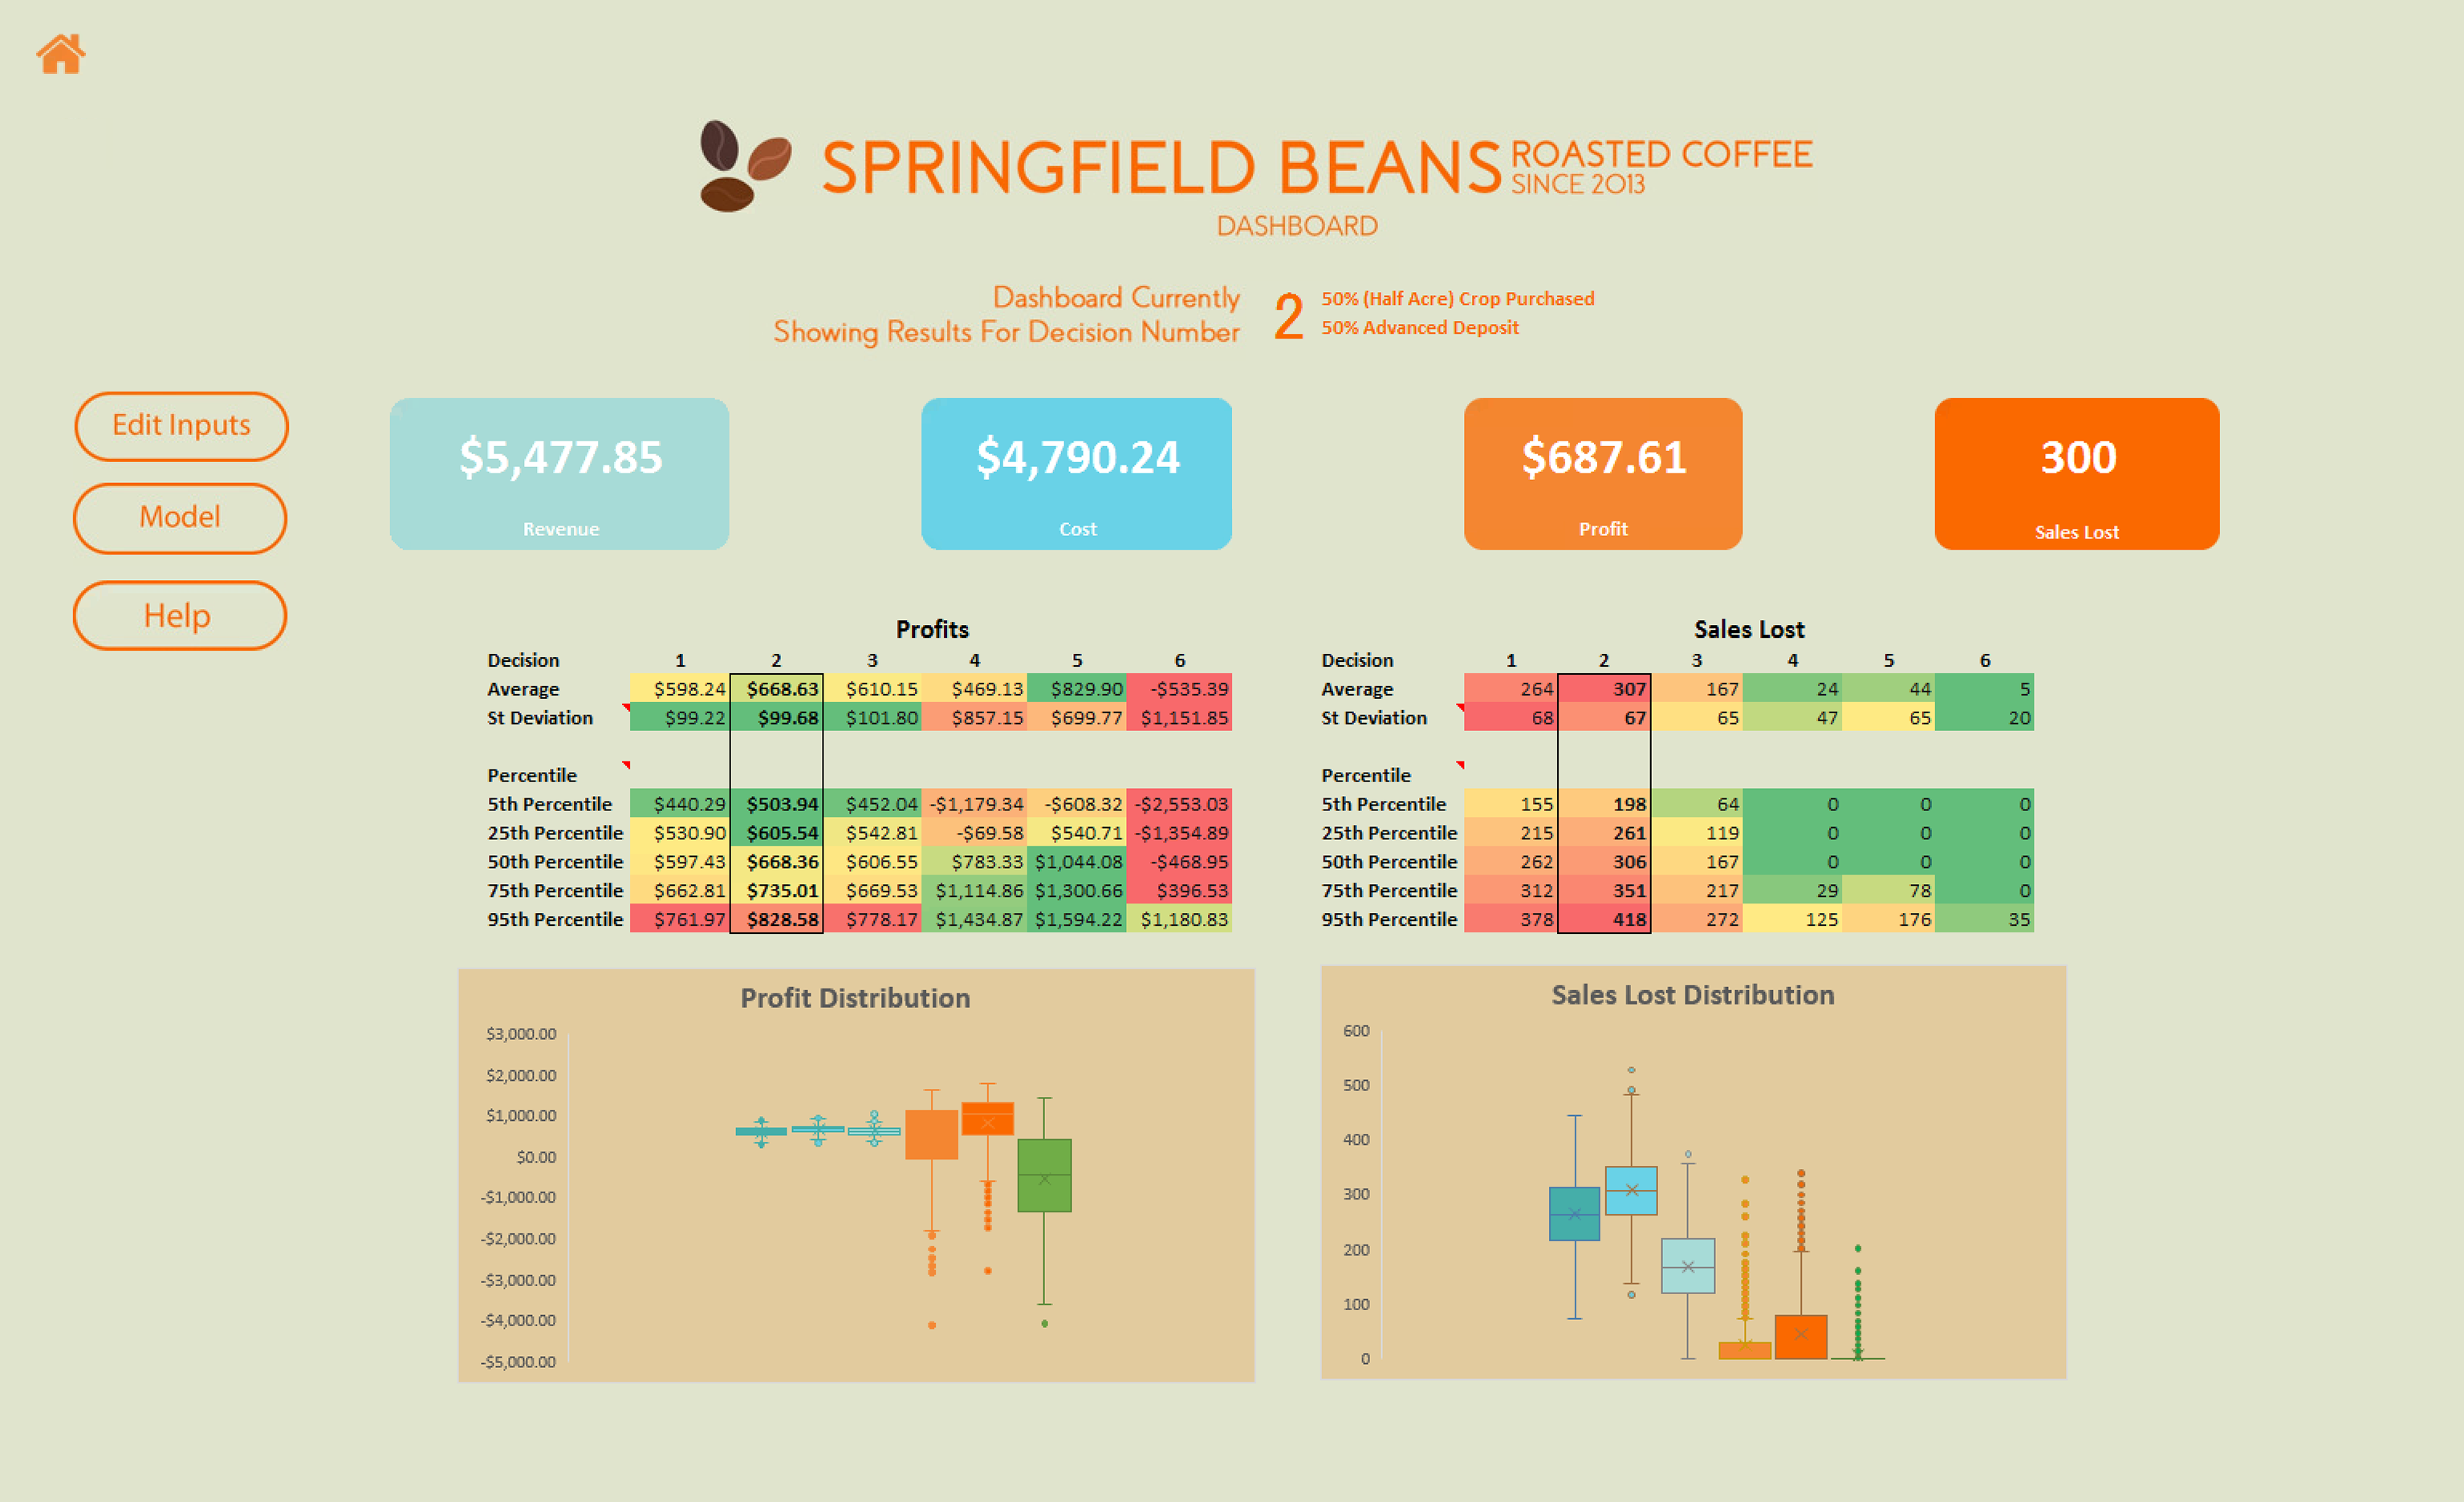 SPRINGFIELD BEANS ROASTED COFFEE
SINCE 2013
DASHBOARD
Dashboard Currently
Showing Results For Decision Number
2
50% (Half Acre) Crop Purchased
50% Advanced Deposit
Edit Inputs
Model
Help
$5,477.85
Revenue
$4,790.24
Cost
$687.61
Profit
300
Sales Lost
Profits
Decision 1 2 3 4 5 6
Average $598.24 $668.63 $610.15 $469.13 $829.90 -$535.39
St Deviation $99.22 $99.68 $101.80 $857.15 $699.77 $1,151.85
Percentile
5th Percentile $440.29 $503.94 $452.04 -$1,179.34 -$608.32 -$2,553.03
25th Percentile $530.90 $605.54 $542.81 -$69.58 $540.71 -$1,354.89
50th Percentile $597.43 $668.36 $606.55 $783.33 $1,044.08 -$468.95
75th Percentile $662.81 $735.01 $669.53 $1,114.86 $1,300.66 $396.53
95th Percentile $761.97 $828.58 $778.17 $1,434.87 $1,594.22 $1,180.83
Sales Lost
Decision 1 2 3 4 5 6
Average 264 307 167 24 44 5
St Deviation 68 67 65 47 65 20
Percentile
5th Percentile 155 198 64 0 0 0
25th Percentile 215 261 119 0 0 0
50th Percentile 262 306 167 0 0 0
75th Percentile 312 351 217 29 78 0
95th Percentile 378 418 272 125 176 35
Profit Distribution
$3,000.00
$2,000.00
$1,000.00
$0.00
-$1,000.00
-$2,000.00
-$3,000.00
-$4,000.00
-$5,000.00
Sales Lost Distribution
600
500
400
300
200
100
0